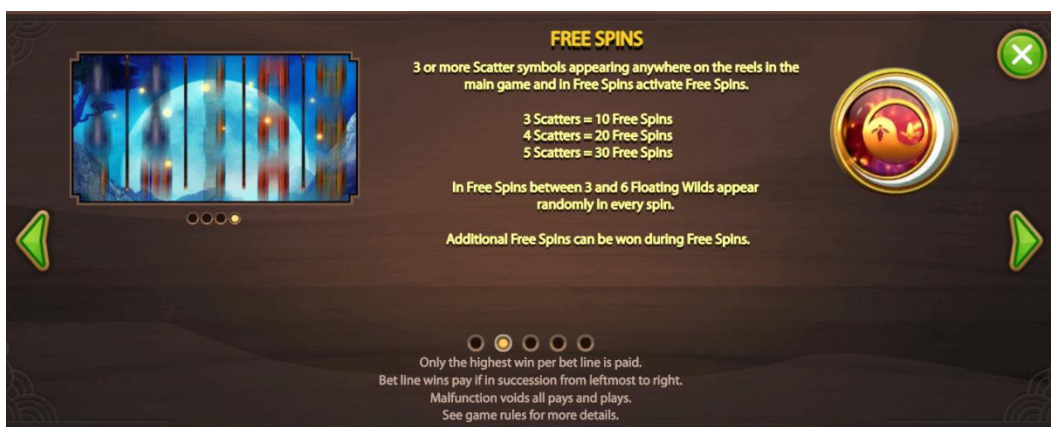 FREE SPINS
3 or more Scatter symbols appearing anywhere on the reels in the
main game and in Free Spins activate Free Spins.
3 Scatters = 10 Free Spins
4 Scatters = 20 Free Spins
5 Scatters = 30 Free Spins
In Free Spins between 3 and 6 Floating Wilds appear
randomly in every spin.
Additional Free Spins can be won during Free Spins.
Only the highest win per bet line is paid.
Bet line wins pay if in succession from leftmost to right.
Malfunction voids all pays and plays.
See game rules for more details.